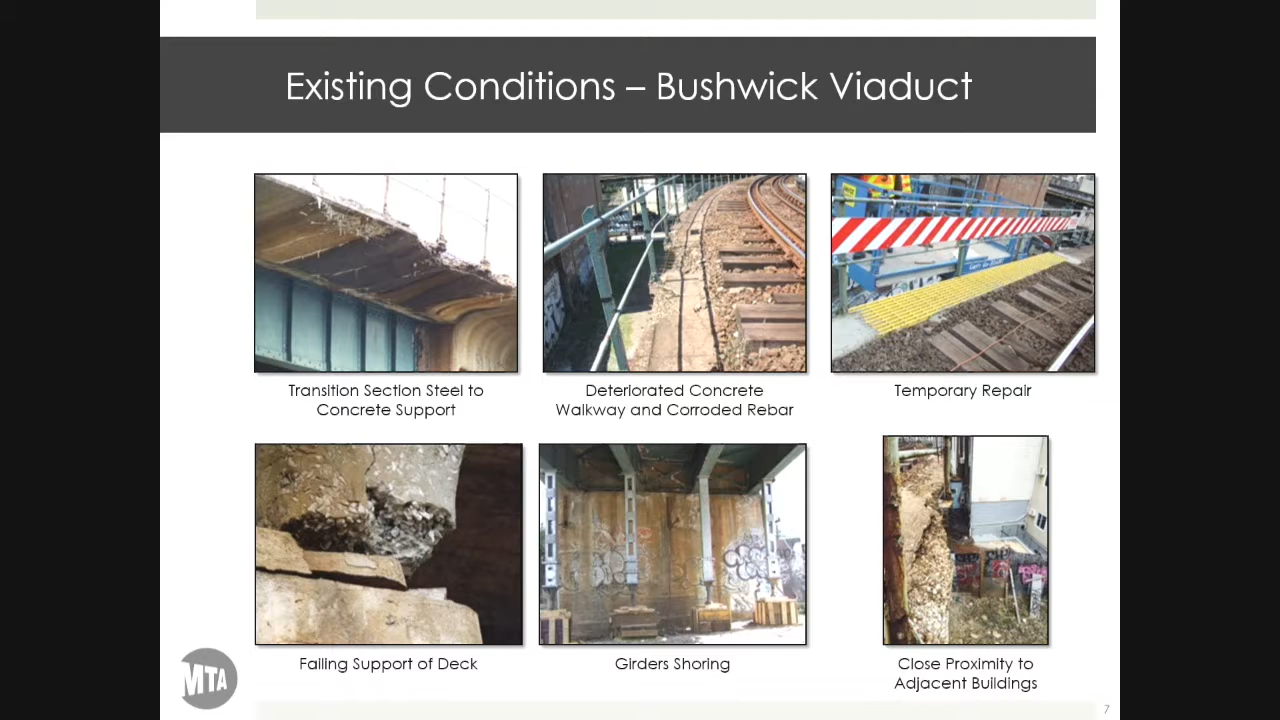 Existing Conditions – Bushwick Viaduct
Transition Section Steel to
Concrete Support
Deteriorated Concrete
Walkway and Corroded Rebar
Temporary Repair
Failing Support of Deck
Girders Shoring
Close Proximity to
Adjacent Buildings
MTA
7